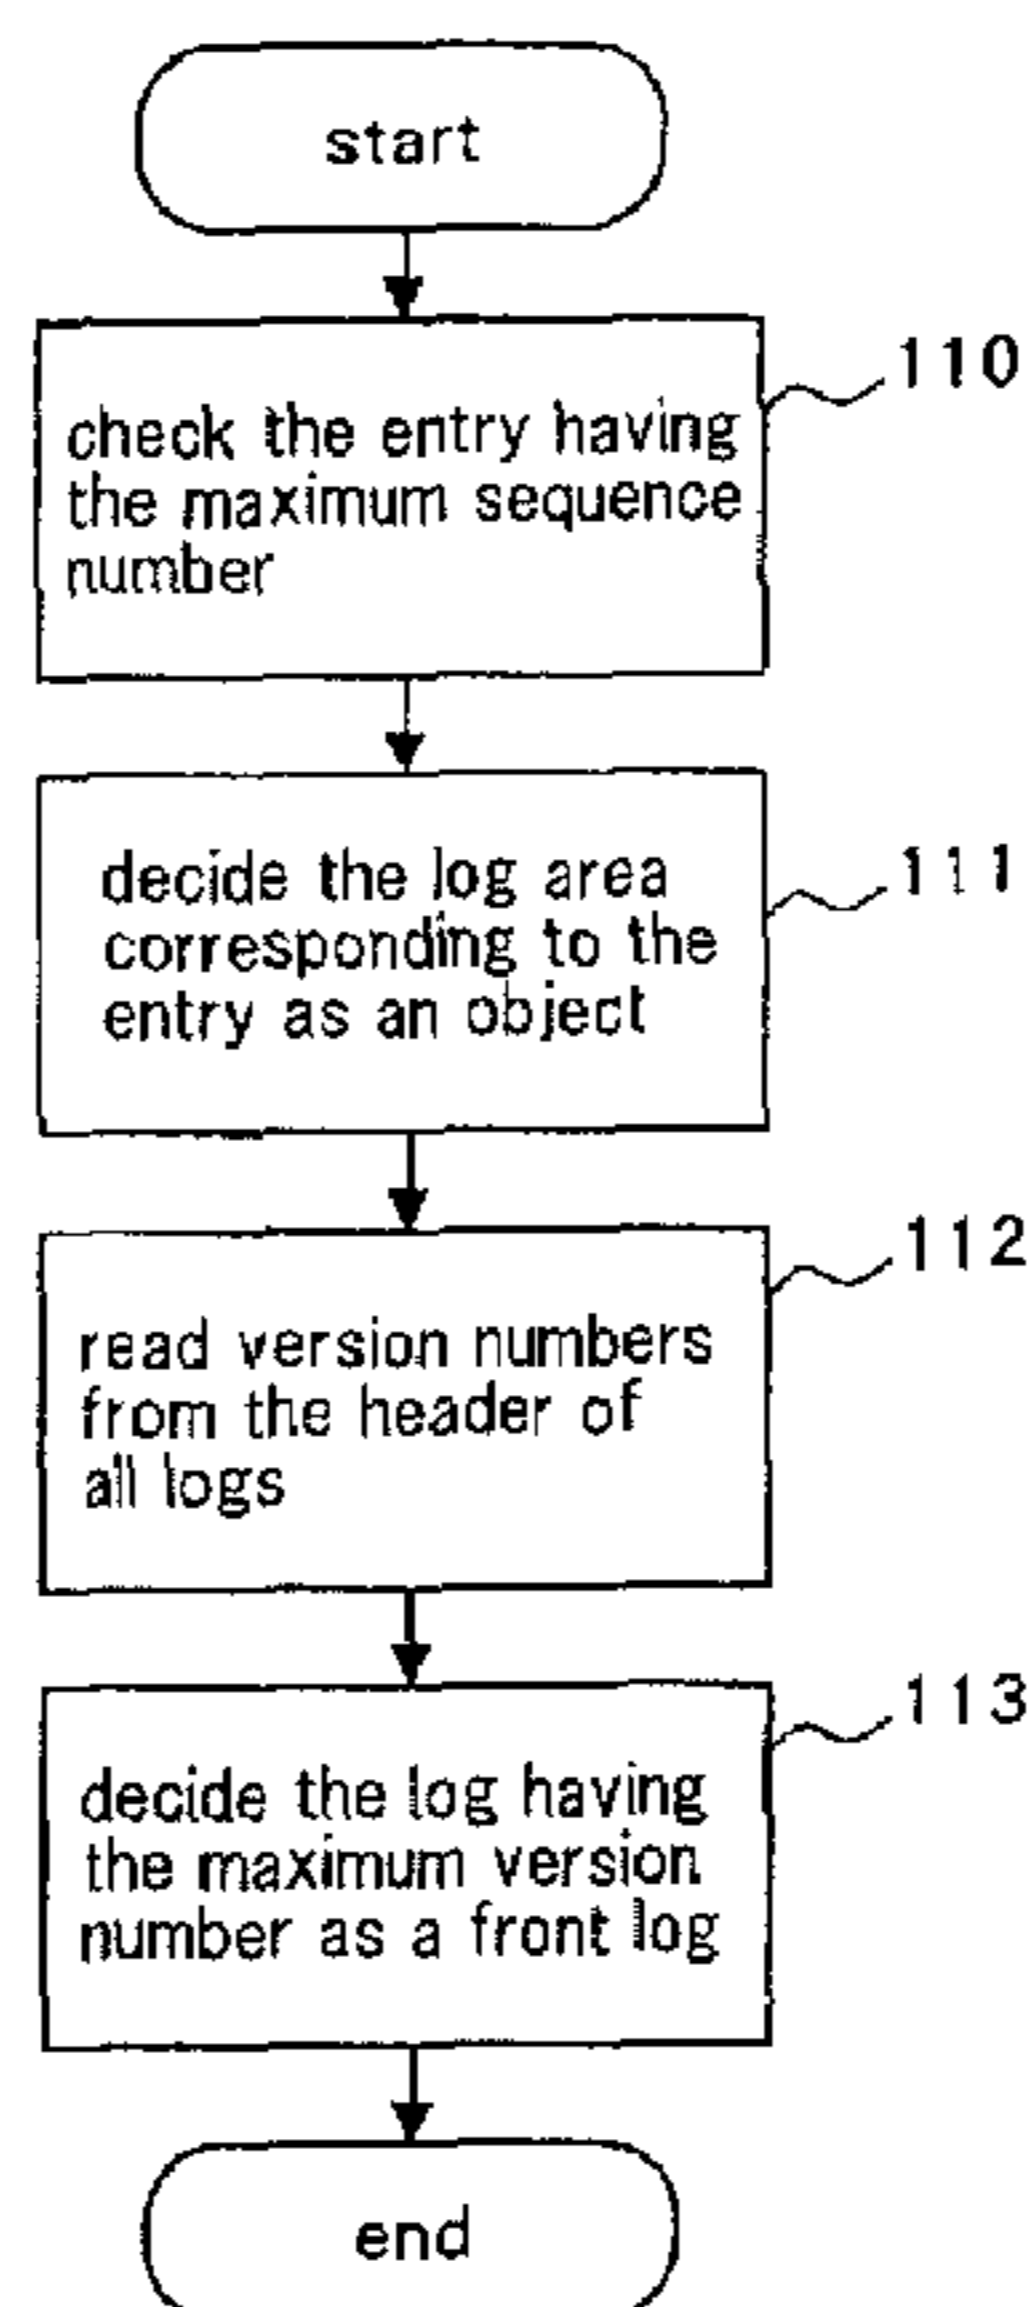 start
110
check the entry having
the maximum sequence
number
111
decide the log area
corresponding to the
entry as an object
112
read version numbers
from the header of
all logs
113
decide the log having
the maximum version
number as a front log
end